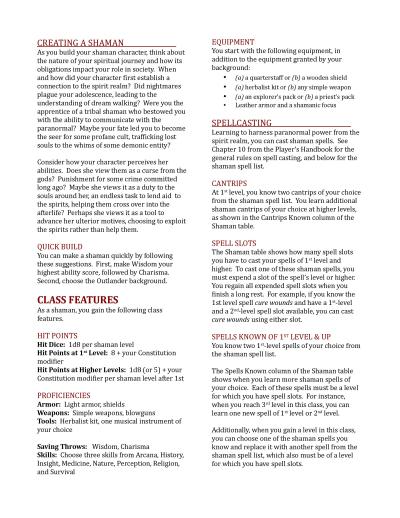 CREATING A SHAMAN
As you build your shaman character, think about
the nature of your spiritual journey and how its
obligations impact your role in society. When
and how did your character first establish a
connection to the spirit realm? Did nightmares
plague your adolescence, leading to the
understanding of dream walking? Were you the
apprentice of a tribal shaman who bestowed you
with the ability to communicate with the
paranormal? Maybe your fate led you to become
the seer for some profane cult, trafficking lost
souls to the whims of some demonic entity?
Consider how your character perceives her
abilities. Does she view them as a curse from the
gods? Punishment for some crime committed
long ago? Maybe she views it as a duty to the
souls around her; an endless task to lend aid to
the spirits, helping them cross over into the
afterlife? Perhaps she views it as a tool to
advance her ulterior motives, choosing to exploit
the spirits rather than help them.
QUICK BUILD
You can make a shaman quickly by following
these suggestions. First, make Wisdom your
highest ability score, followed by Charisma.
Second, choose the Outlander background.
CLASS FEATURES
As a shaman, you gain the following class
features.
HIT POINTS
Hit Dice: 1d8 per shaman level
Hit Points at 1st Level: 8 + your Constitution
modifier
Hit Points at Higher Levels: 1d8 (or 5) + your
Constitution modifier per shaman level after 1st
PROFICIENCIES
Armor: Light armor, shields
Weapons: Simple weapons, blowguns
Tools: Herbalist kit, one musical instrument of
your choice
Saving Throws: Wisdom, Charisma
Skills: Choose three skills from Arcana, History,
Insight, Medicine, Nature, Perception, Religion,
and Survival
EQUIPMENT
You start with the following equipment, in
addition to the equipment granted by your
background:
• (a) a quarterstaff or (b) a wooden shield
• (a) herbalist kit or (b) any simple weapon
• (a) an explorer's pack or (b) a priest's pack
• Leather armor and a shamanic focus
SPELLCASTING
Learning to harness paranormal power from the
spirit realm, you can cast shaman spells. See
Chapter 10 from the Player's Handbook for the
general rules on spell casting, and below for the
shaman spell list.
CANTRIPS
At 1st level, you know two cantrips of your choice
from the shaman spell list. You learn additional
shaman cantrips of your choice at higher levels,
as shown in the Cantrips Known column of the
Shaman table.
SPELL SLOTS
The Shaman table shows how many spell slots
you have to cast your spells of 1st level and
higher. To cast one of these shaman spells, you
must expend a slot of the spell's level or higher.
You regain all expended spell slots when you
finish a long rest. For example, if you know the
1st level spell cure wounds and have a 1st-level
and a 2nd-level spell slot available, you can cast
cure wounds using either slot.
SPELLS KNOWN OF 1ST LEVEL & UP
You know two 1st-level spells of your choice from
the shaman spell list.
The Spells Known column of the Shaman table
shows when you learn more shaman spells of
your choice. Each of these spells must be a level
for which you have spell slots. For instance,
when you reach 3rd level in this class, you can
learn one new spell of 1st level or 2nd level.
Additionally, when you gain a level in this class,
you can choose one of the shaman spells you
know and replace it with another spell from the
shaman spell list, which also must be of a level
for which you have spell slots.